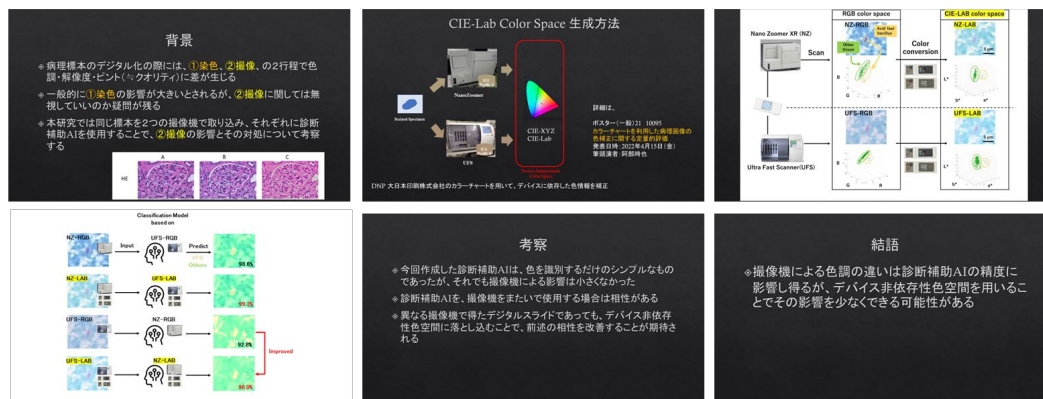 背景
病理標本のデジタル化の際には、①染色、②撮像、の2行程で色
調・解像度・ピント(≒クオリティ)に差が生じる
一般的に①染色の影響が大きいとされるが、②撮像に関しては無
視していいのか疑問が残る
本研究では同じ標本を2つの撮像機で取り込み、それぞれに診断
補助AIを使用することで、②撮像の影響とその対処について考察
する
A B C
HE
CIE-Lab Color Space 生成方法
Stained Specimen
NanoZoomer
UFS
CIE-XYZ
CIE-Lab
Device Independent
Color Space
詳細は、
ポスター(一般)21 10095
カラーチャートを利用した病理画像の
色補正に関する定量的評価
発表日時:2022年4月15日(金)
筆頭演者:阿部時也
DNP 大日本印刷株式会社のカラーチャートを用いて、デバイスに依存した色情報を補正
RGB color space
CIE-LAB color space
Nano Zoomer XR (NZ)
Scan
NZ-RGB
Acid fast
bacillus
Other
tissue
Color
conversion
NZ-LAB
5 μm
B
G
R
L*
b*
a*
UFS-RGB
UFS-LAB
5 μm
Ultra Fast Scanner(UFS)
B
G
R
L*
b*
a*
Classification Model
based on
NZ-RGB
Input
UFS-RGB
Predict
AFB
Others
98.6%
NZ-LAB
UFS-LAB
UFS-RGB
NZ-RGB
92.8%
Improved
UFS-LAB
NZ-LAB
98.0%
考察
今回作成した診断補助AIは、色を識別するだけのシンプルなもの
であったが、それでも撮像機による影響は小さくなかった
診断補助AIを、撮像機をまたいで使用する場合は相性がある
異なる撮像機で得たデジタルスライドであっても、デバイス非依存
性色空間に落とし込むことで、前述の相性を改善することが期待さ
れる
結語
撮像機による色調の違いは診断補助AIの精度に
影響し得るが、デバイス非依存性色空間を用いるこ
とでその影響を少なくできる可能性がある